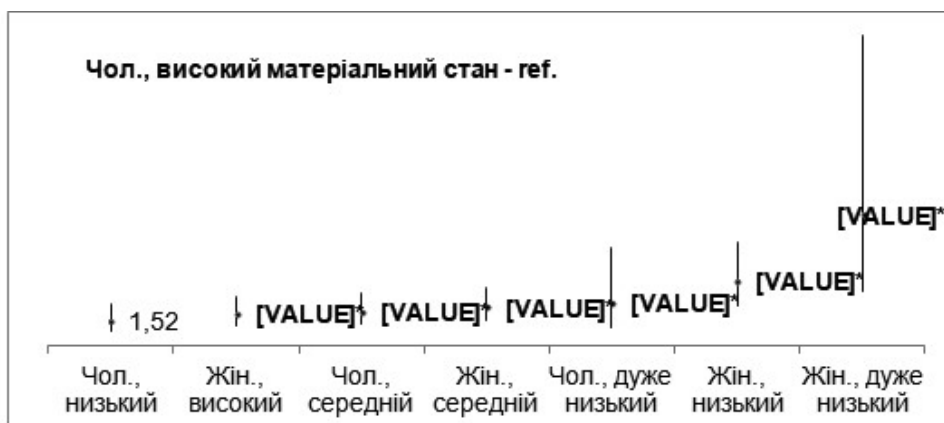 Чол., високий матеріальний стан - ref.
[VALUE]*
[VALUE]*
1,52 [VALUE]* [VALUE]* [VALUE]* [VALUE]*
Чол., низький
Жін., високий
Чол., середній
Жін., середній
Чол., дуже низький
Жін., низький
Жін., дуже низький